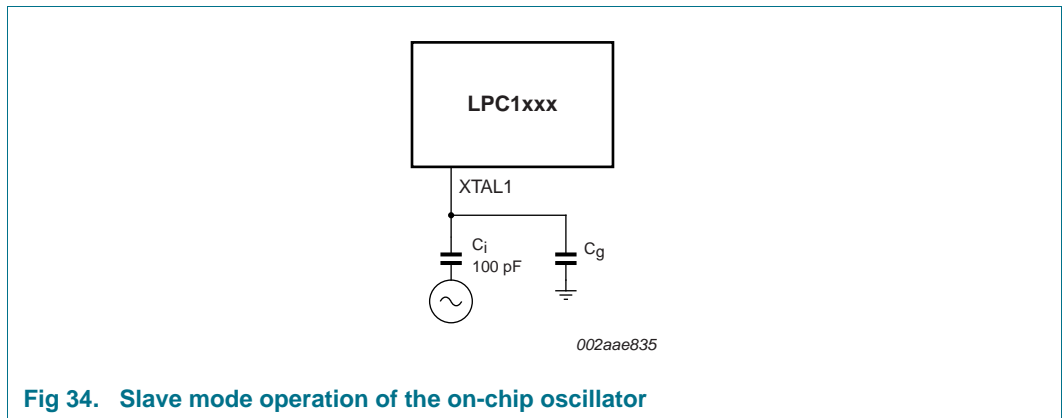 LPC1xxx
XTAL1
Ci
100 pF
Cg
002aae835
Fig 34. Slave mode operation of the on-chip oscillator